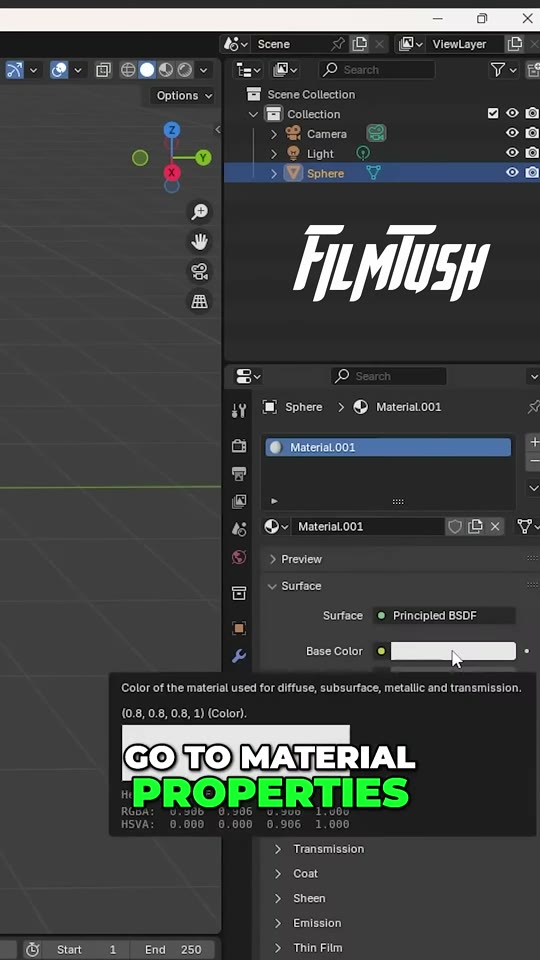 Scene
ViewLayer
Search
Options
Scene Collection
Collection
Camera
Light
Sphere
Z
Y
X
FILMTUSH
Search
Sphere
Material.001
Material.001
Material.001
Preview
Surface
Surface
Principled BSDF
Base Color
Color of the material used for diffuse, subsurface, metallic and transmission.
(0.8, 0.8, 0.8, 1) (Color).
GO TO MATERIAL
PROPERTIES
RGBA: 0.906 0.906 0.906 1.000
HSVA: 0.000 0.000 0.906 1.000
Transmission
Coat
Sheen
Emission
Thin Film
Start 1 End 250